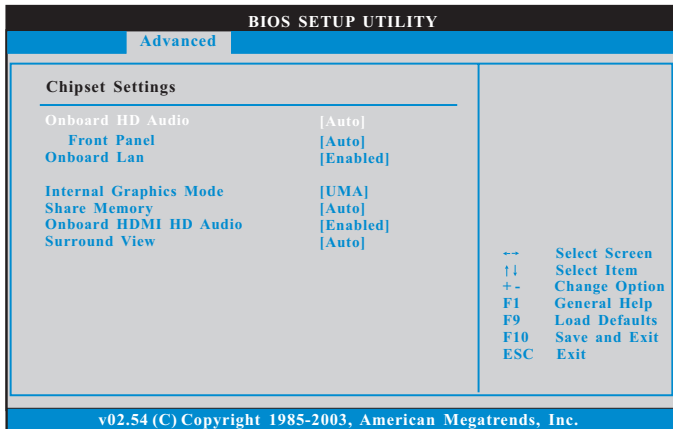 BIOS SETUP UTILITY
Advanced
Chipset Settings
Onboard HD Audio [Auto]
Front Panel [Auto]
Onboard Lan [Enabled]
Internal Graphics Mode [UMA]
Share Memory [Auto]
Onboard HDMI HD Audio [Enabled]
Surround View [Auto]
←→ Select Screen
↑↓ Select Item
+ - Change Option
F1 General Help
F9 Load Defaults
F10 Save and Exit
ESC Exit
v02.54 (C) Copyright 1985-2003, American Megatrends, Inc.